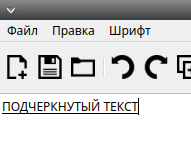 Файл Правка Шрифт
ПОДЧЕРКНУТЫЙ ТЕКСТ